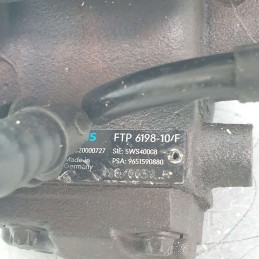 S FTP 6198-10/F
20000727 SIE: 5WS40008
Made in PSA: 9651590880
Germany